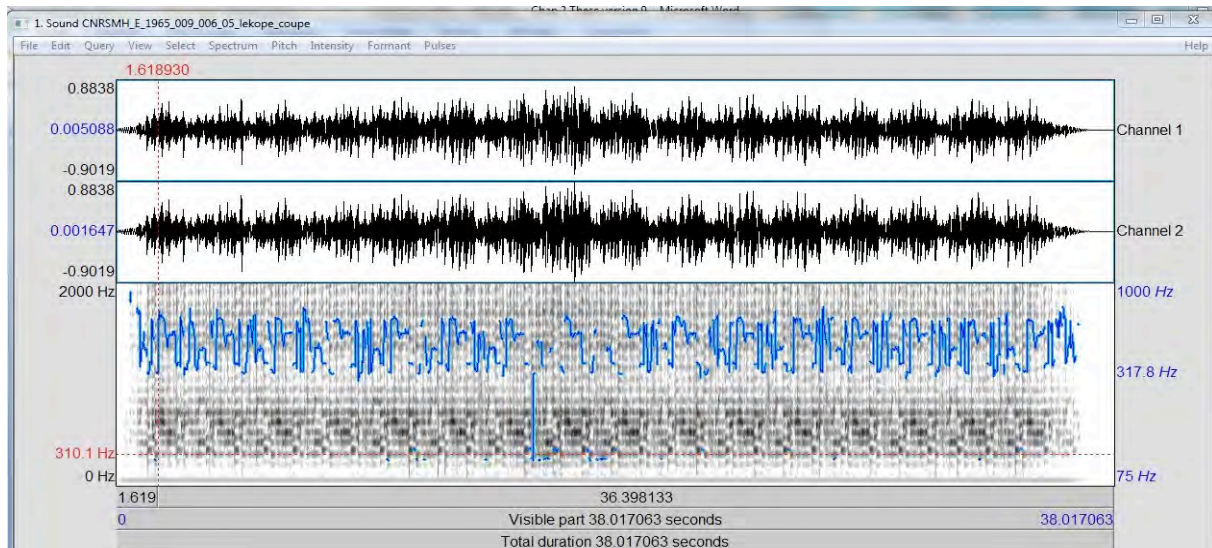 Chap 2 These version 9 - Microsoft Word
1. Sound CNRSMH_E_1965_009_006_05_lekope_coupe
File Edit Query View Select Spectrum Pitch Intensity Formant Pulses Help
1.618930
0.8838
0.005088 Channel 1
-0.9019
0.8838
0.001647 Channel 2
-0.9019
2000 Hz 1000 Hz
317.8 Hz
310.1 Hz
0 Hz 75 Hz
1.619 36.398133
0 Visible part 38.017063 seconds 38.017063
Total duration 38.017063 seconds